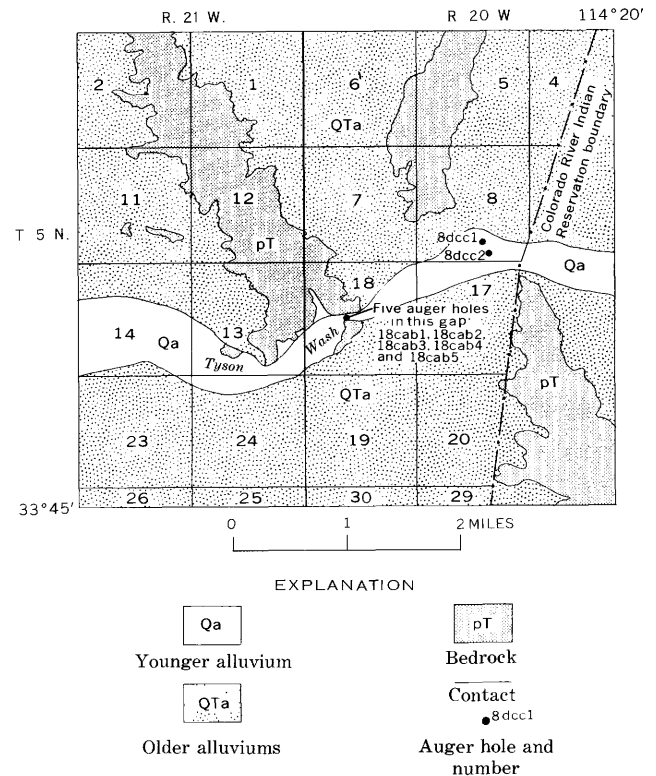 R. 21 W.
R 20 W
114°20'
2
1
6
5
4
QTa
Colorado River Indian
Reservation boundary
11
12
7
8
T 5 N.
pT
8dcc1
8dcc2
Qa
18
17
Five auger holes
in this gap
18cab1, 18cab2
18cab3, 18cab4
and 18cab5
14
Qa
13
Tyson
Wash
QTa
pT
23
24
19
20
33°45'
26
25
30
29
0
1
2 MILES
EXPLANATION
Qa
Younger alluvium
pT
Bedrock
Contact
QTa
Older alluviums
8dcc1
Auger hole and
number